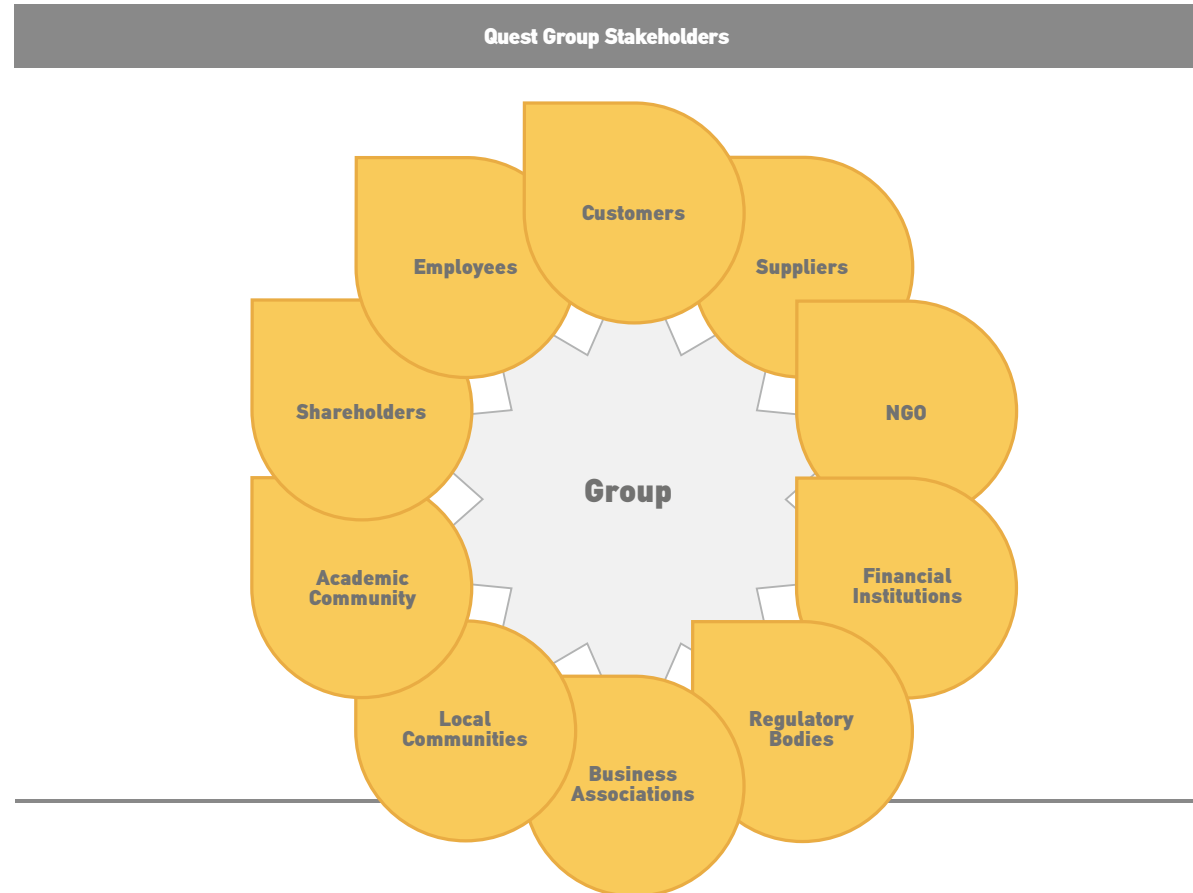 Quest Group Stakeholders
Customers
Employees
Suppliers
Shareholders
NGO
Group
Academic
Community
Financial
Institutions
Local
Communities
Regulatory
Bodies
Business
Associations